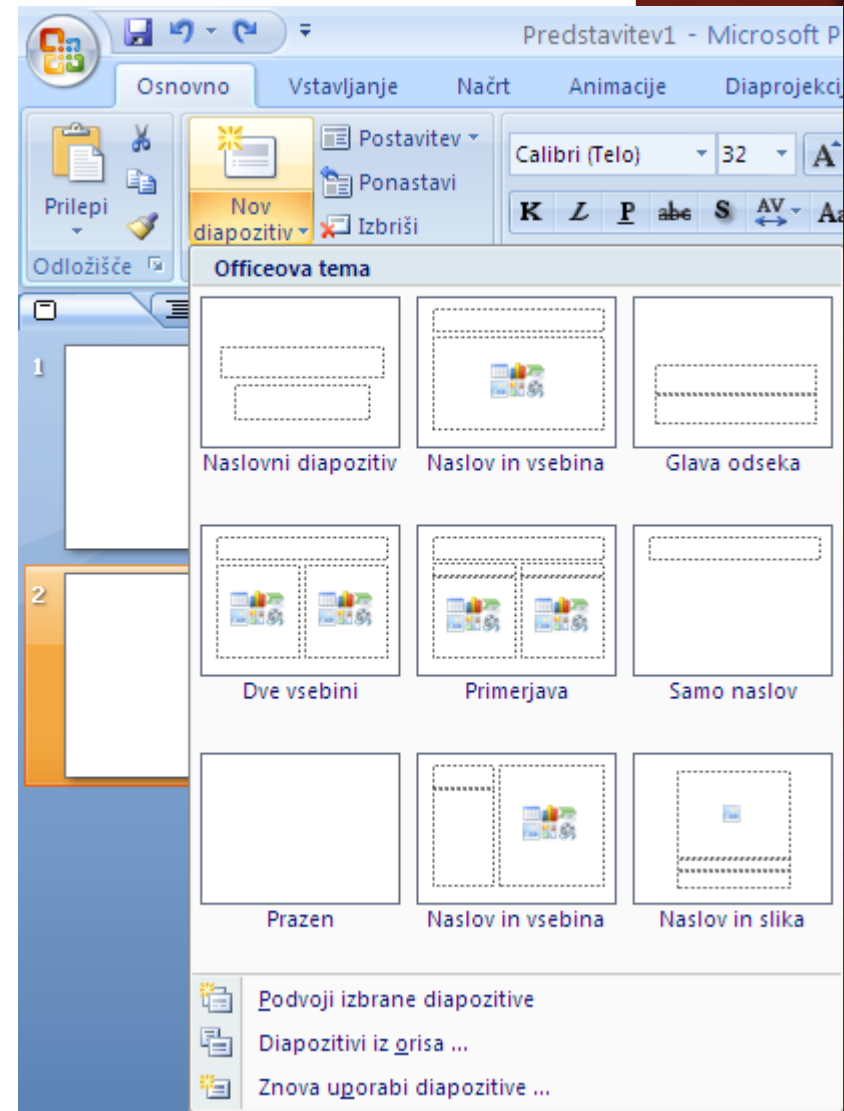 Predstavitev1 - Microsoft P
Osnovno Vstavljanje Načrt Animacije Diaprojekcij
Prilepi
Nov
diapozitiv
Postavitev
Ponastavi
Izbriši
Calibri (Telo) 32 A
K L P abc S AV Aa
Odložišče
Officeova tema
1
2
Naslovni diapozitiv Naslov in vsebina Glava odseka
Dve vsebini Primerjava Samo naslov
Prazen Naslov in vsebina Naslov in slika
Podvoji izbrane diapozitive
Diapozitivi iz orisa ...
Znova uporabi diapozitive ...